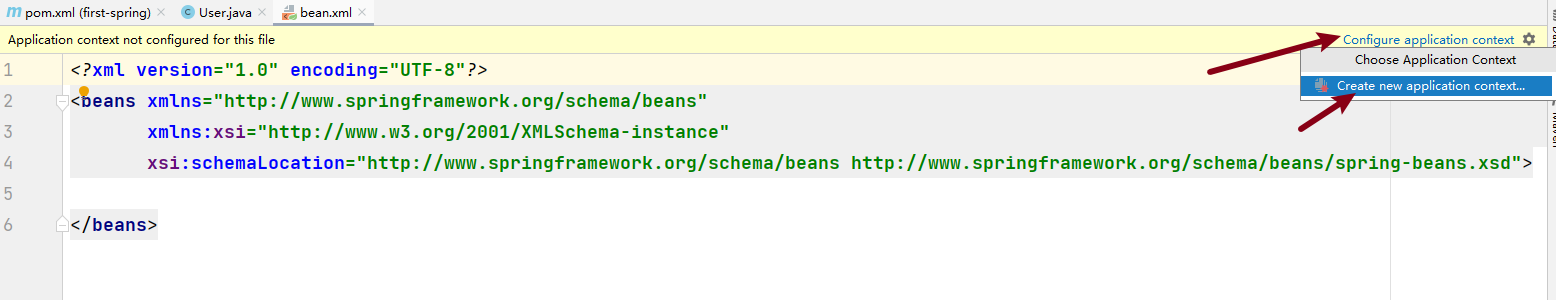 pom.xml (first-spring)
User.java
bean.xml
Application context not configured for this file
Configure application context
Choose Application Context
Create new application context...
1 <?xml version="1.0" encoding="UTF-8"?>
2 <beans xmlns="http://www.springframework.org/schema/beans"
3 xmlns:xsi="http://www.w3.org/2001/XMLSchema-instance"
4 xsi:schemaLocation="http://www.springframework.org/schema/beans http://www.springframework.org/schema/beans/spring-beans.xsd">
5
6 </beans>